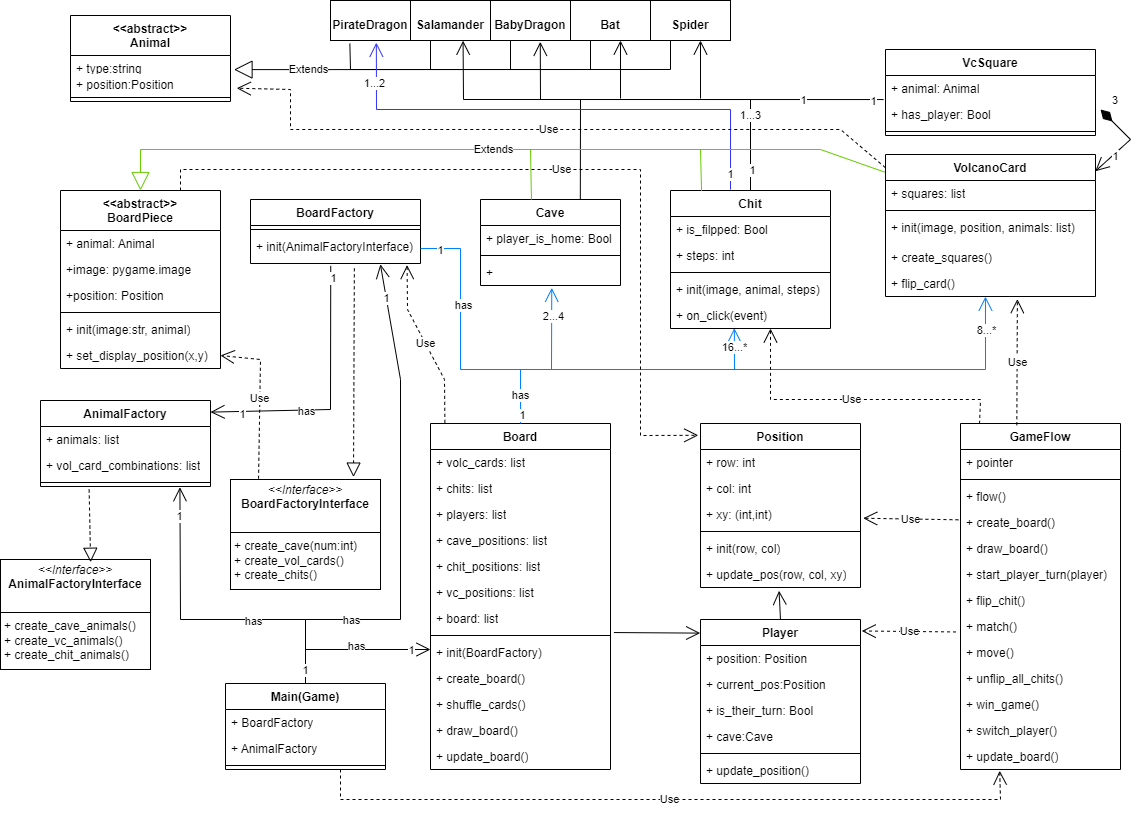 <<abstract>>
Animal
+ type:string
+ position:Position
PirateDragon
Salamander
BabyDragon
Bat
Spider
Extends
1...2
VcSquare
+ animal: Animal
+ has_player: Bool
1
1
3
1
1...3
Use
Extends
Use
1
1
<<abstract>>
BoardPiece
+ animal: Animal
+image: pygame.image
+position: Position
+ init(image:str, animal)
+ set_display_position(x,y)
BoardFactory
+ init(AnimalFactoryInterface)
1
has
1
1
Cave
+ player_is_home: Bool
+
2...4
Chit
+ is_filpped: Bool
+ steps: int
+ init(image, animal, steps)
+ on_click(event)
16...*
VolcanoCard
+ squares: list
+ init(image, position, animals: list)
+ create_squares()
+ flip_card()
8...*
Use
Use
Use
Use
has
1
1
has
AnimalFactory
+ animals: list
+ vol_card_combinations: list
1
<<Interface>>
BoardFactoryInterface
+ create_cave(num:int)
+ create_vol_cards()
+ create_chits()
<<Interface>>
AnimalFactoryInterface
+ create_cave_animals()
+ create_vc_animals()
+ create_chit_animals()
has
has
has
1
1
Main(Game)
+ BoardFactory
+ AnimalFactory
Board
+ volc_cards: list
+ chits: list
+ players: list
+ cave_positions: list
+ chit_positions: list
+ vc_positions: list
+ board: list
+ init(BoardFactory)
+ create_board()
+ shuffle_cards()
+ draw_board()
+ update_board()
Position
+ row: int
+ col: int
+ xy: (int,int)
+ init(row, col)
+ update_pos(row, col, xy)
Use
Use
Player
+ position: Position
+ current_pos:Position
+ is_their_turn: Bool
+ cave:Cave
+ update_position()
GameFlow
+ pointer
+ flow()
+ create_board()
+ draw_board()
+ start_player_turn(player)
+ flip_chit()
+ match()
+ move()
+ unflip_all_chits()
+ win_game()
+ switch_player()
+ update_board()
Use